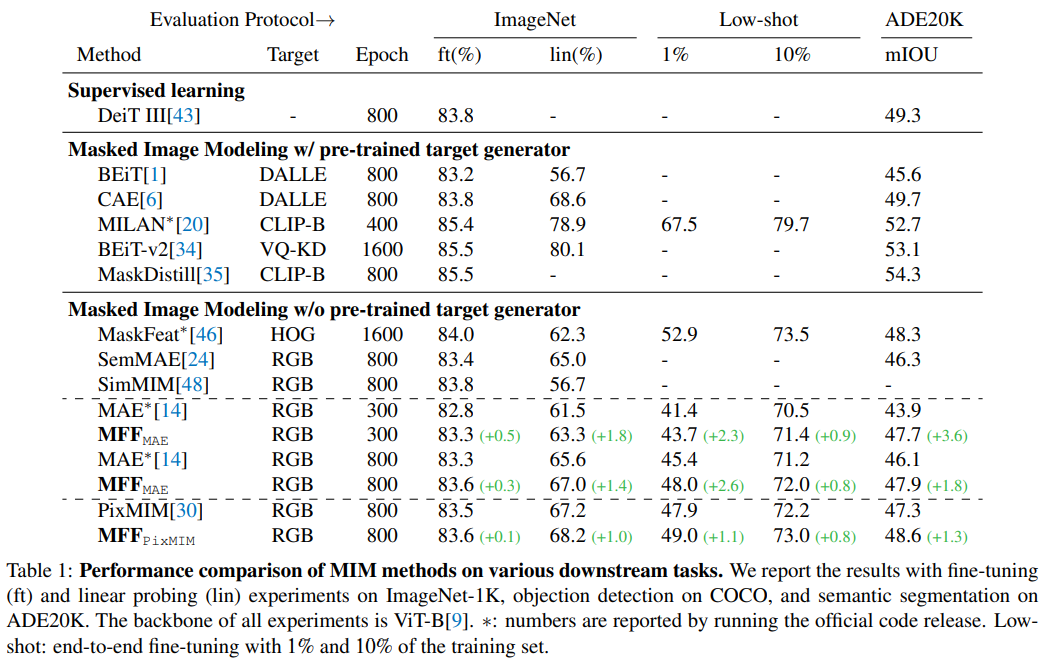 Evaluation Protocol→ ImageNet Low-shot ADE20K
Method Target Epoch ft(%) lin(%) 1% 10% mIOU
Supervised learning
DeiT III[43] - 800 83.8 - - - 49.3
Masked Image Modeling w/ pre-trained target generator
BEiT[1] DALLE 800 83.2 56.7 - - 45.6
CAE[6] DALLE 800 83.8 68.6 - - 49.7
MILAN*[20] CLIP-B 400 85.4 78.9 67.5 79.7 52.7
BEiT-v2[34] VQ-KD 1600 85.5 80.1 - - 53.1
MaskDistill[35] CLIP-B 800 85.5 - - - 54.3
Masked Image Modeling w/o pre-trained target generator
MaskFeat*[46] HOG 1600 84.0 62.3 52.9 73.5 48.3
SemMAE[24] RGB 800 83.4 65.0 - - 46.3
SimMIM[48] RGB 800 83.8 56.7 - - -
MAE*[14] RGB 300 82.8 61.5 41.4 70.5 43.9
MFF MAE RGB 300 83.3 (+0.5) 63.3 (+1.8) 43.7 (+2.3) 71.4 (+0.9) 47.7 (+3.6)
MAE*[14] RGB 800 83.3 65.6 45.4 71.2 46.1
MFF MAE RGB 800 83.6 (+0.3) 67.0 (+1.4) 48.0 (+2.6) 72.0 (+0.8) 47.9 (+1.8)
PixMIM[30] RGB 800 83.5 67.2 47.9 72.2 47.3
MFF PixMIM RGB 800 83.6 (+0.1) 68.2 (+1.0) 49.0 (+1.1) 73.0 (+0.8) 48.6 (+1.3)
Table 1: Performance comparison of MIM methods on various downstream tasks. We report the results with fine-tuning
(ft) and linear probing (lin) experiments on ImageNet-1K, objection detection on COCO, and semantic segmentation on
ADE20K. The backbone of all experiments is ViT-B[9]. ∗: numbers are reported by running the official code release. Low-
shot: end-to-end fine-tuning with 1% and 10% of the training set.